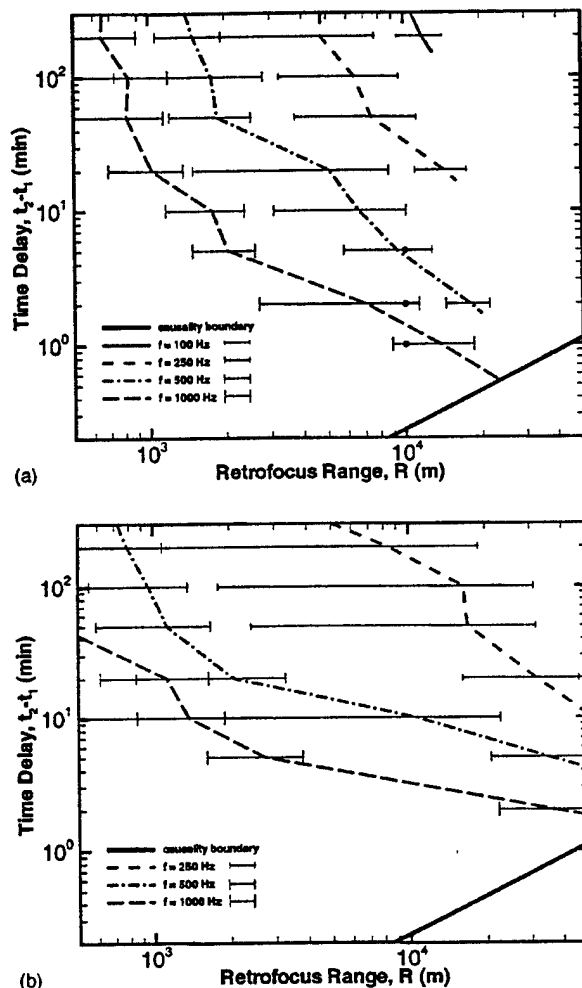 10²
10¹
10⁰
Time Delay, t₂-t₁ (min)
causality boundary
f = 100 Hz
f = 250 Hz
f = 500 Hz
f = 1000 Hz
10³
10⁴
(a)
Retrofocus Range, R (m)
10²
10¹
10⁰
Time Delay, t₂-t₁ (min)
causality boundary
f = 250 Hz
f = 500 Hz
f = 1000 Hz
10³
10⁴
(b)
Retrofocus Range, R (m)